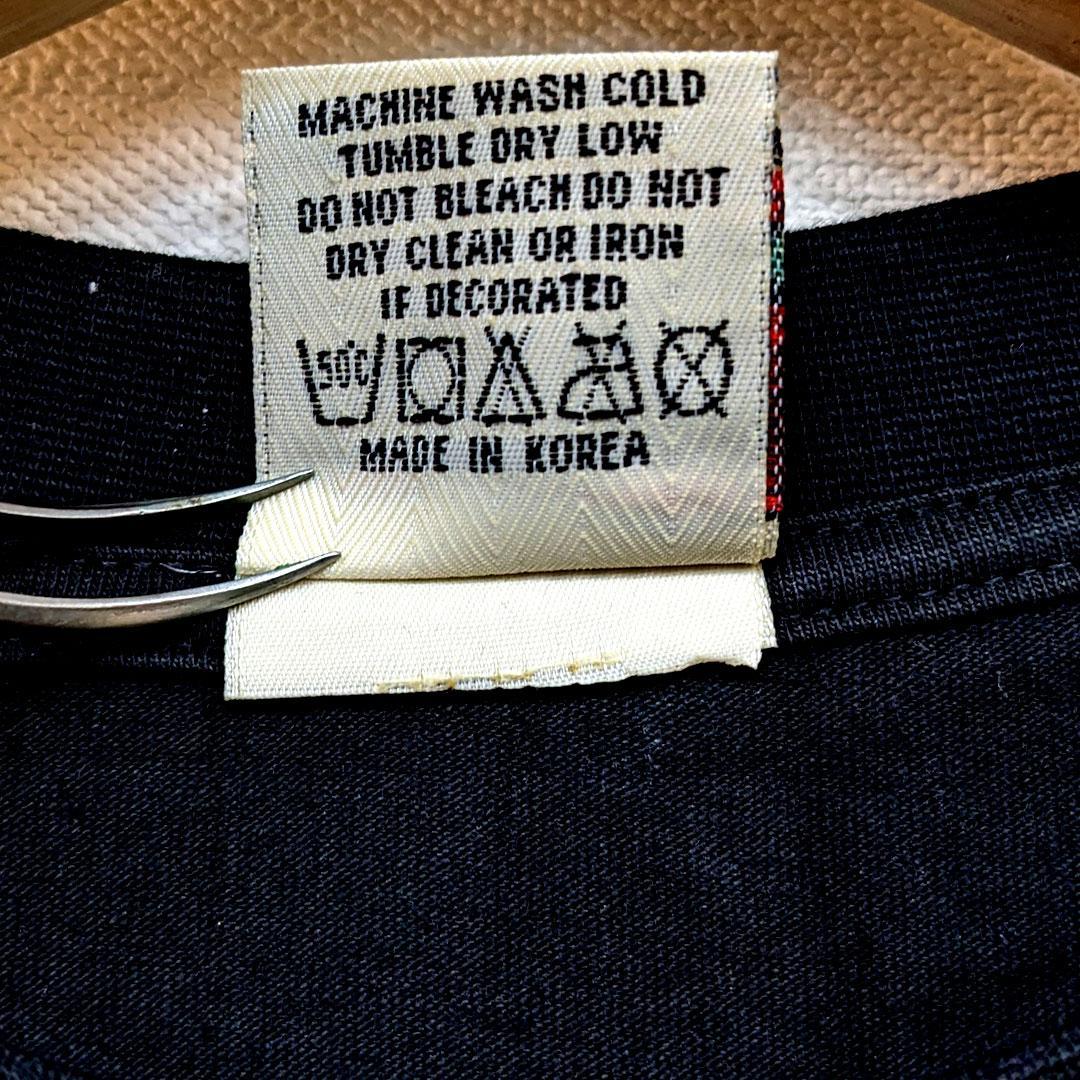 MACHINE WASH COLD
TUMBLE DRY LOW
DO NOT BLEACH DO NOT
DRY CLEAN OR IRON
IF DECORATED
50°C
MADE IN KOREA